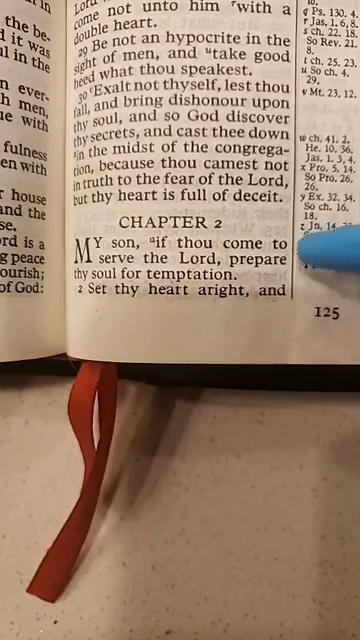 the be-
d it was
ul in the
n ever-
th men,
ue with
fulness
en with
r house
and the
se.
ord is a
g peace
ourish;
of God:
Lord
come not unto him with a
double heart.
29 Be not an hypocrite in the
sight of men, and take good
heed what thou speakest.
30 Exalt not thyself, lest thou
fall, and bring dishonour upon
thy soul, and so God discover
thy secrets, and cast thee down
in the midst of the congrega-
tion, because thou camest not
in truth to the fear of the Lord,
but thy heart is full of deceit.
CHAPTER 2
MY son, if thou come to
serve the Lord, prepare
thy soul for temptation.
2 Set thy heart aright, and
10.
q Ps. 130. 4.
r Jas. 1. 6, 8.
s ch. 22. 18.
So Rev. 21.
8.
t ch. 25. 23.
u So ch. 4.
29.
v Mt. 23. 12.
w ch. 41. 2.
He. 10. 36.
Jas. 1. 3, 4.
x Pro. 5. 14.
So Pro. 26.
26.
y Ex. 32. 34.
So ch. 16.
18.
z Jn. 14.
125